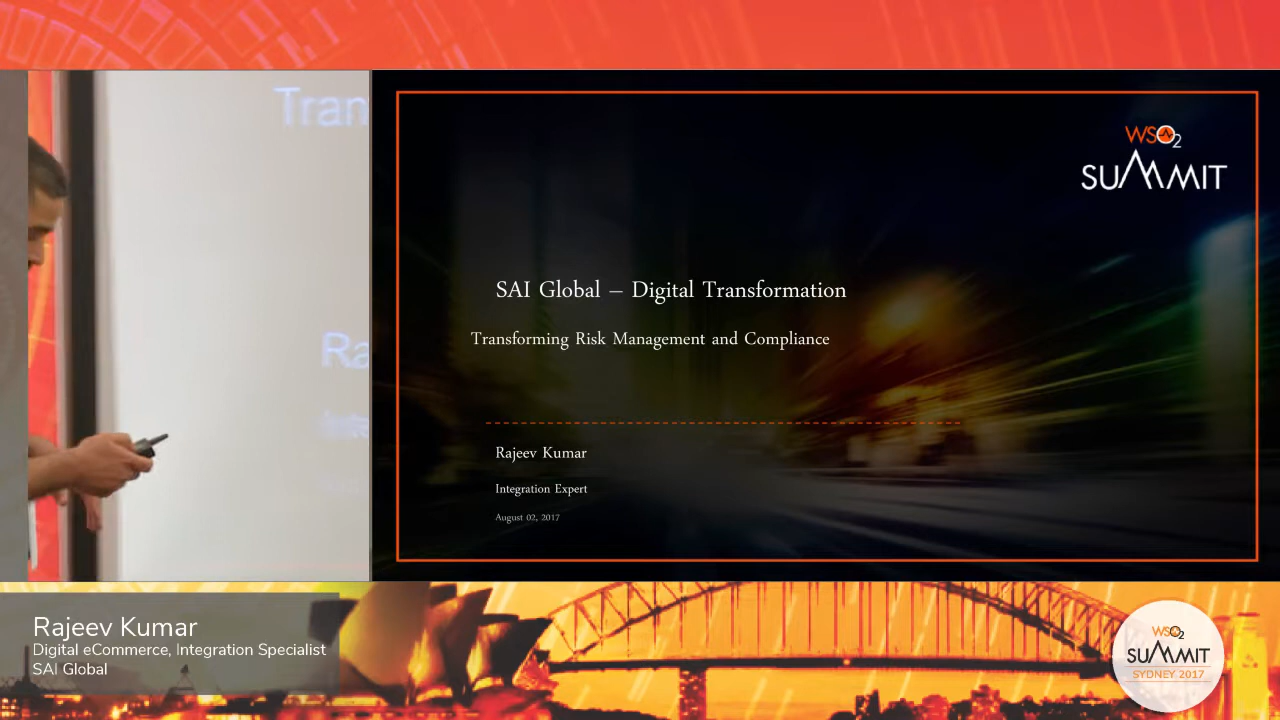 Tran
Ra
WSO2
SUMMIT
SAI Global – Digital Transformation
Transforming Risk Management and Compliance
Rajeev Kumar
Integration Expert
August 02, 2017
Rajeev Kumar
Digital eCommerce, Integration Specialist
SAI Global
WSO2
SUMMIT
SYDNEY 2017